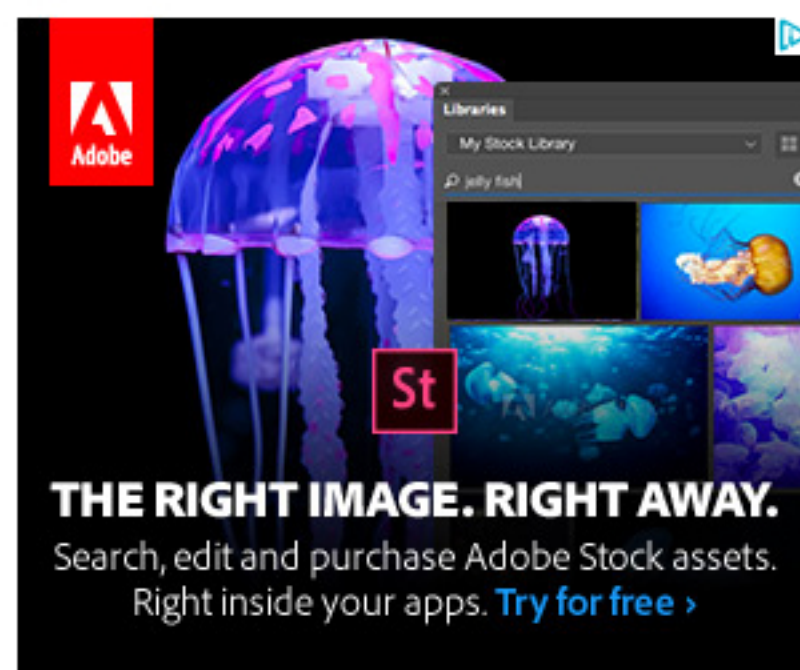 Adobe
Libraries
My Stock Library
jelly fish
St
THE RIGHT IMAGE. RIGHT AWAY.
Search, edit and purchase Adobe Stock assets.
Right inside your apps. Try for free ›